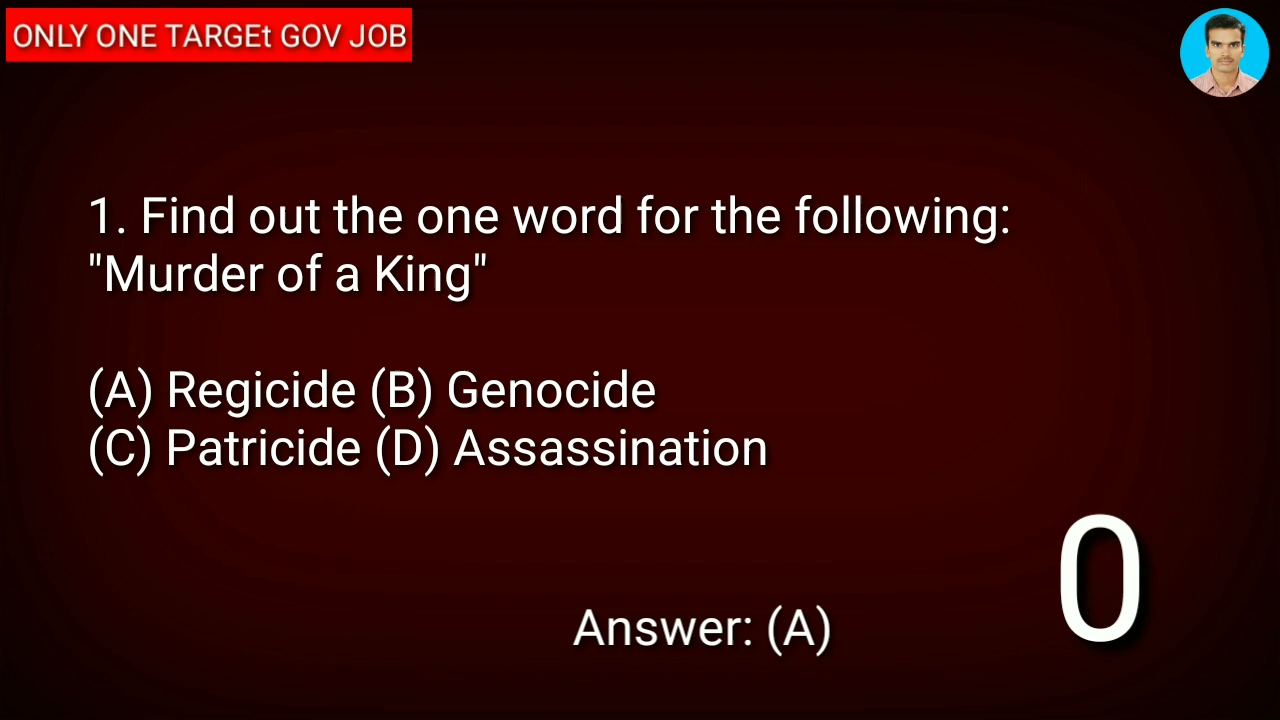 ONLY ONE TARGEt GOV JOB
1. Find out the one word for the following:
"Murder of a King"
(A) Regicide (B) Genocide
(C) Patricide (D) Assassination
0
Answer: (A)